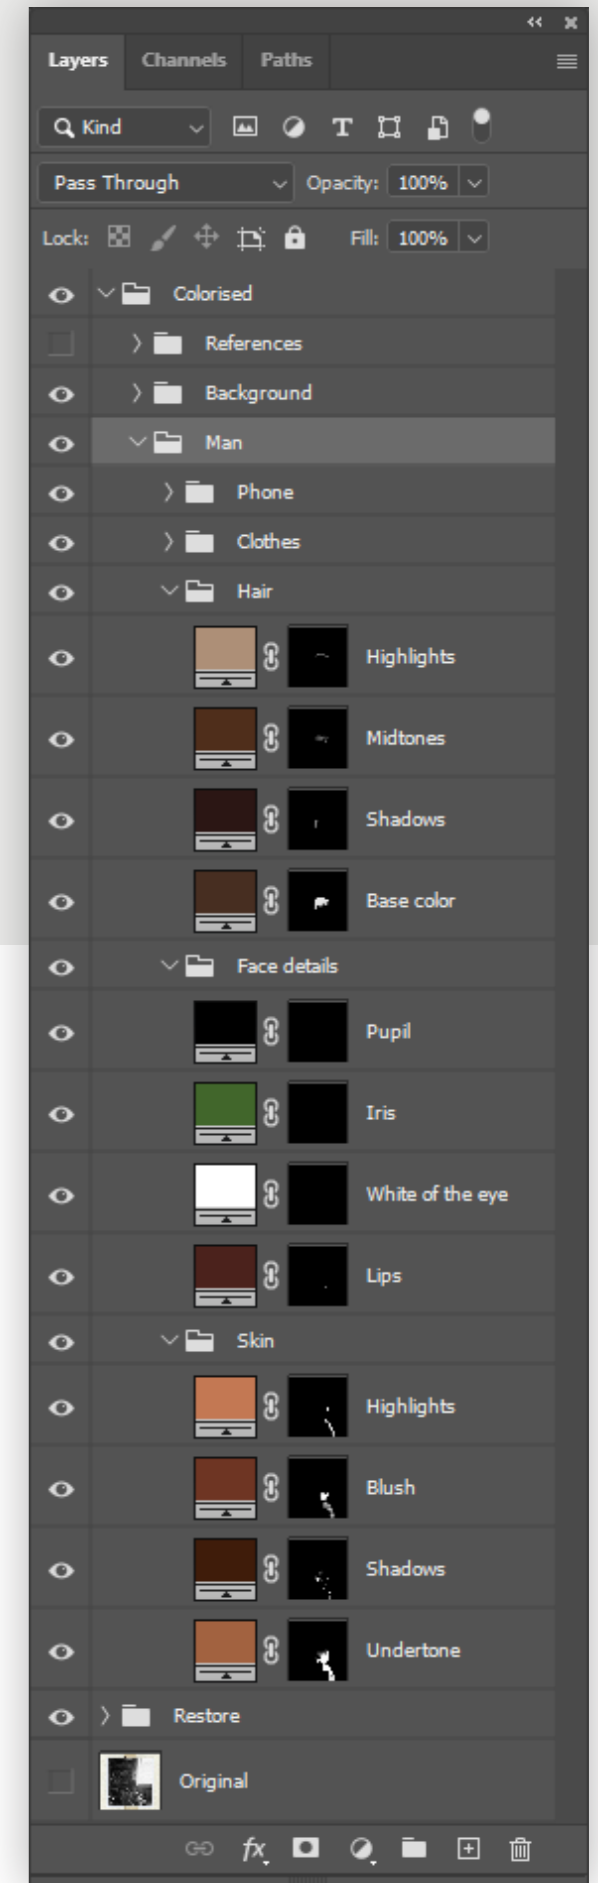 Layers Channels Paths
Kind T
Pass Through Opacity: 100%
Lock: Fill: 100%
Colorised
References
Background
Man
Phone
Clothes
Hair
Highlights
Midtones
Shadows
Base color
Face details
Pupil
Iris
White of the eye
Lips
Skin
Highlights
Blush
Shadows
Undertone
Restore
Original
fx